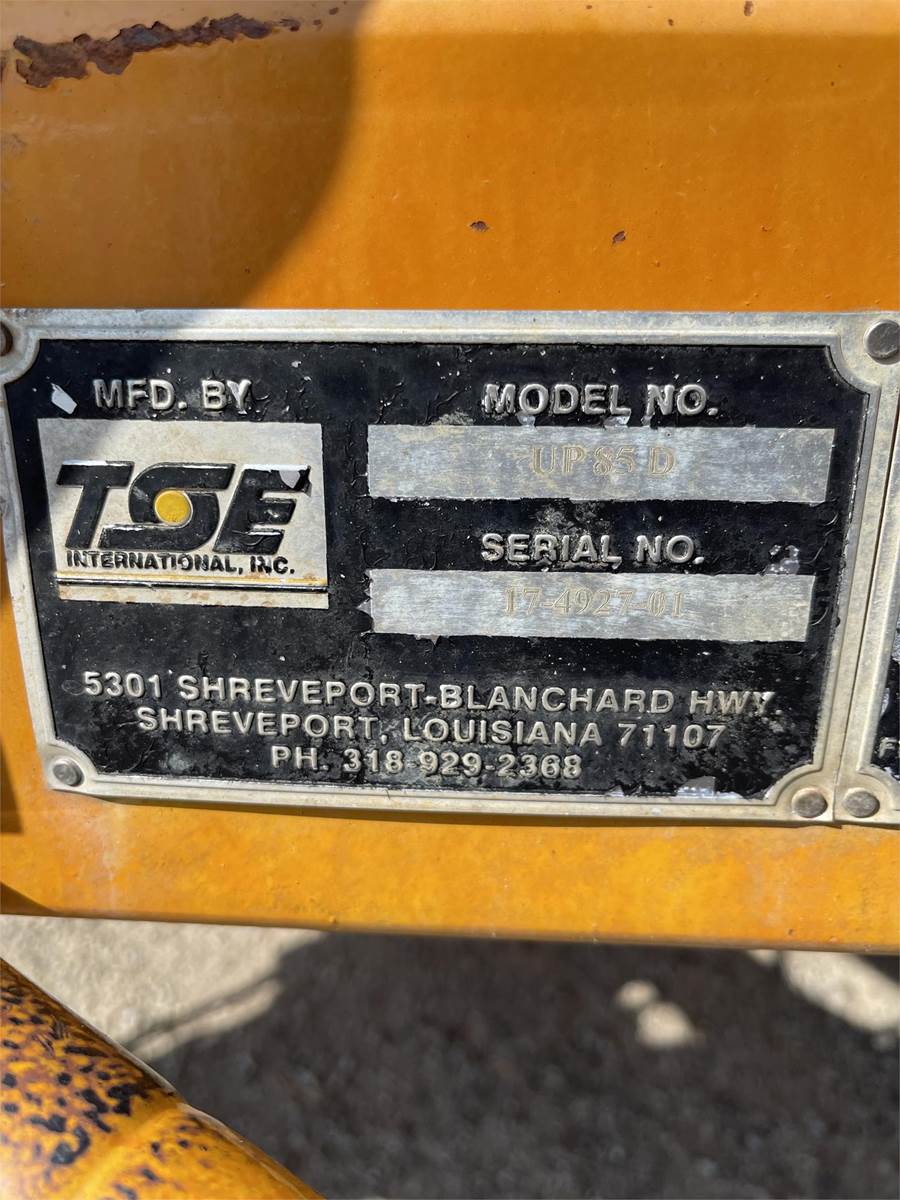 MFD. BY
TSE
INTERNATIONAL, INC.
MODEL NO.
UP 85 D
SERIAL NO.
17-4927-01
5301 SHREVEPORT-BLANCHARD HWY.
SHREVEPORT, LOUISIANA 71107
PH. 318-929-2368